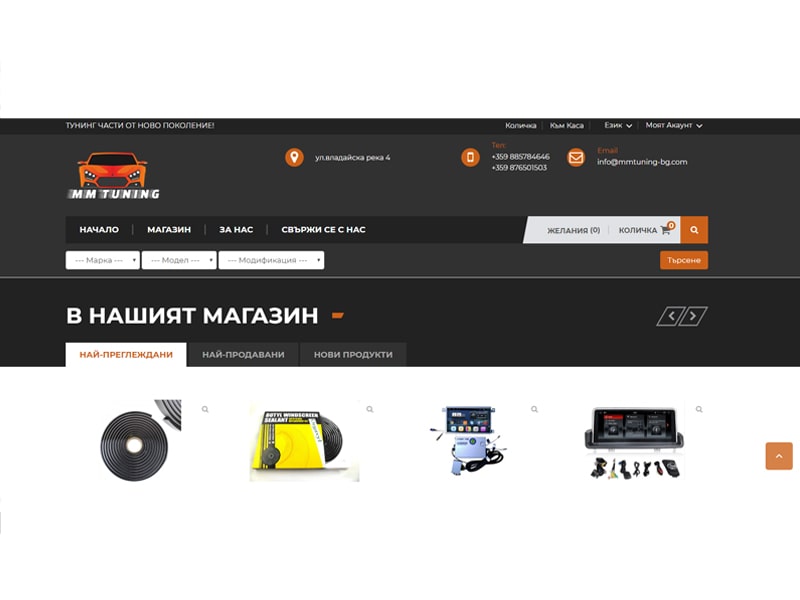 ТУНИНГ ЧАСТИ ОТ НОВО ПОКОЛЕНИЕ!
Количка Към Каса Език Моят Акаунт
MM TUNING
ул.владайска река 4
Тел:
+359 885784646
+359 876501503
Email
info@mmtuning-bg.com
НАЧАЛО МАГАЗИН ЗА НАС СВЪРЖИ СЕ С НАС
ЖЕЛАНИЯ (0) КОЛИЧКА 0
--- Марка --- --- Модел --- --- Модификация --- Търсене
В НАШИЯТ МАГАЗИН
НАЙ-ПРЕГЛЕЖДАНИ НАЙ-ПРОДАВАНИ НОВИ ПРОДУКТИ
BUTYL WINDSCREEN
SEALANT